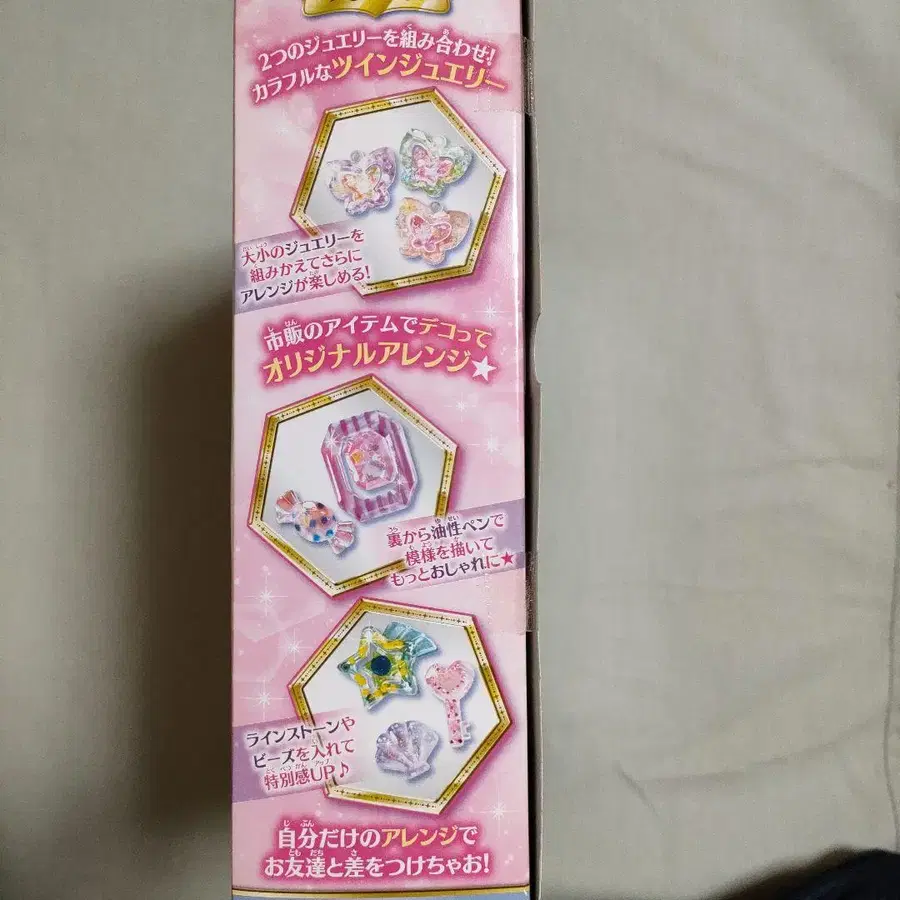 2つのジュエリーを組み合わせ!
カラフルなツインジュエリー
大小のジュエリーを
組みかえてさらに
アレンジが楽しめる!
市販のアイテムでデコって
オリジナルアレンジ★
裏から油性ペンで
模様を描いて
もっとおしゃれに★
ラインストーンや
ビーズを入れて
特別感UP♪
自分だけのアレンジで
お友達と差をつけちゃお!